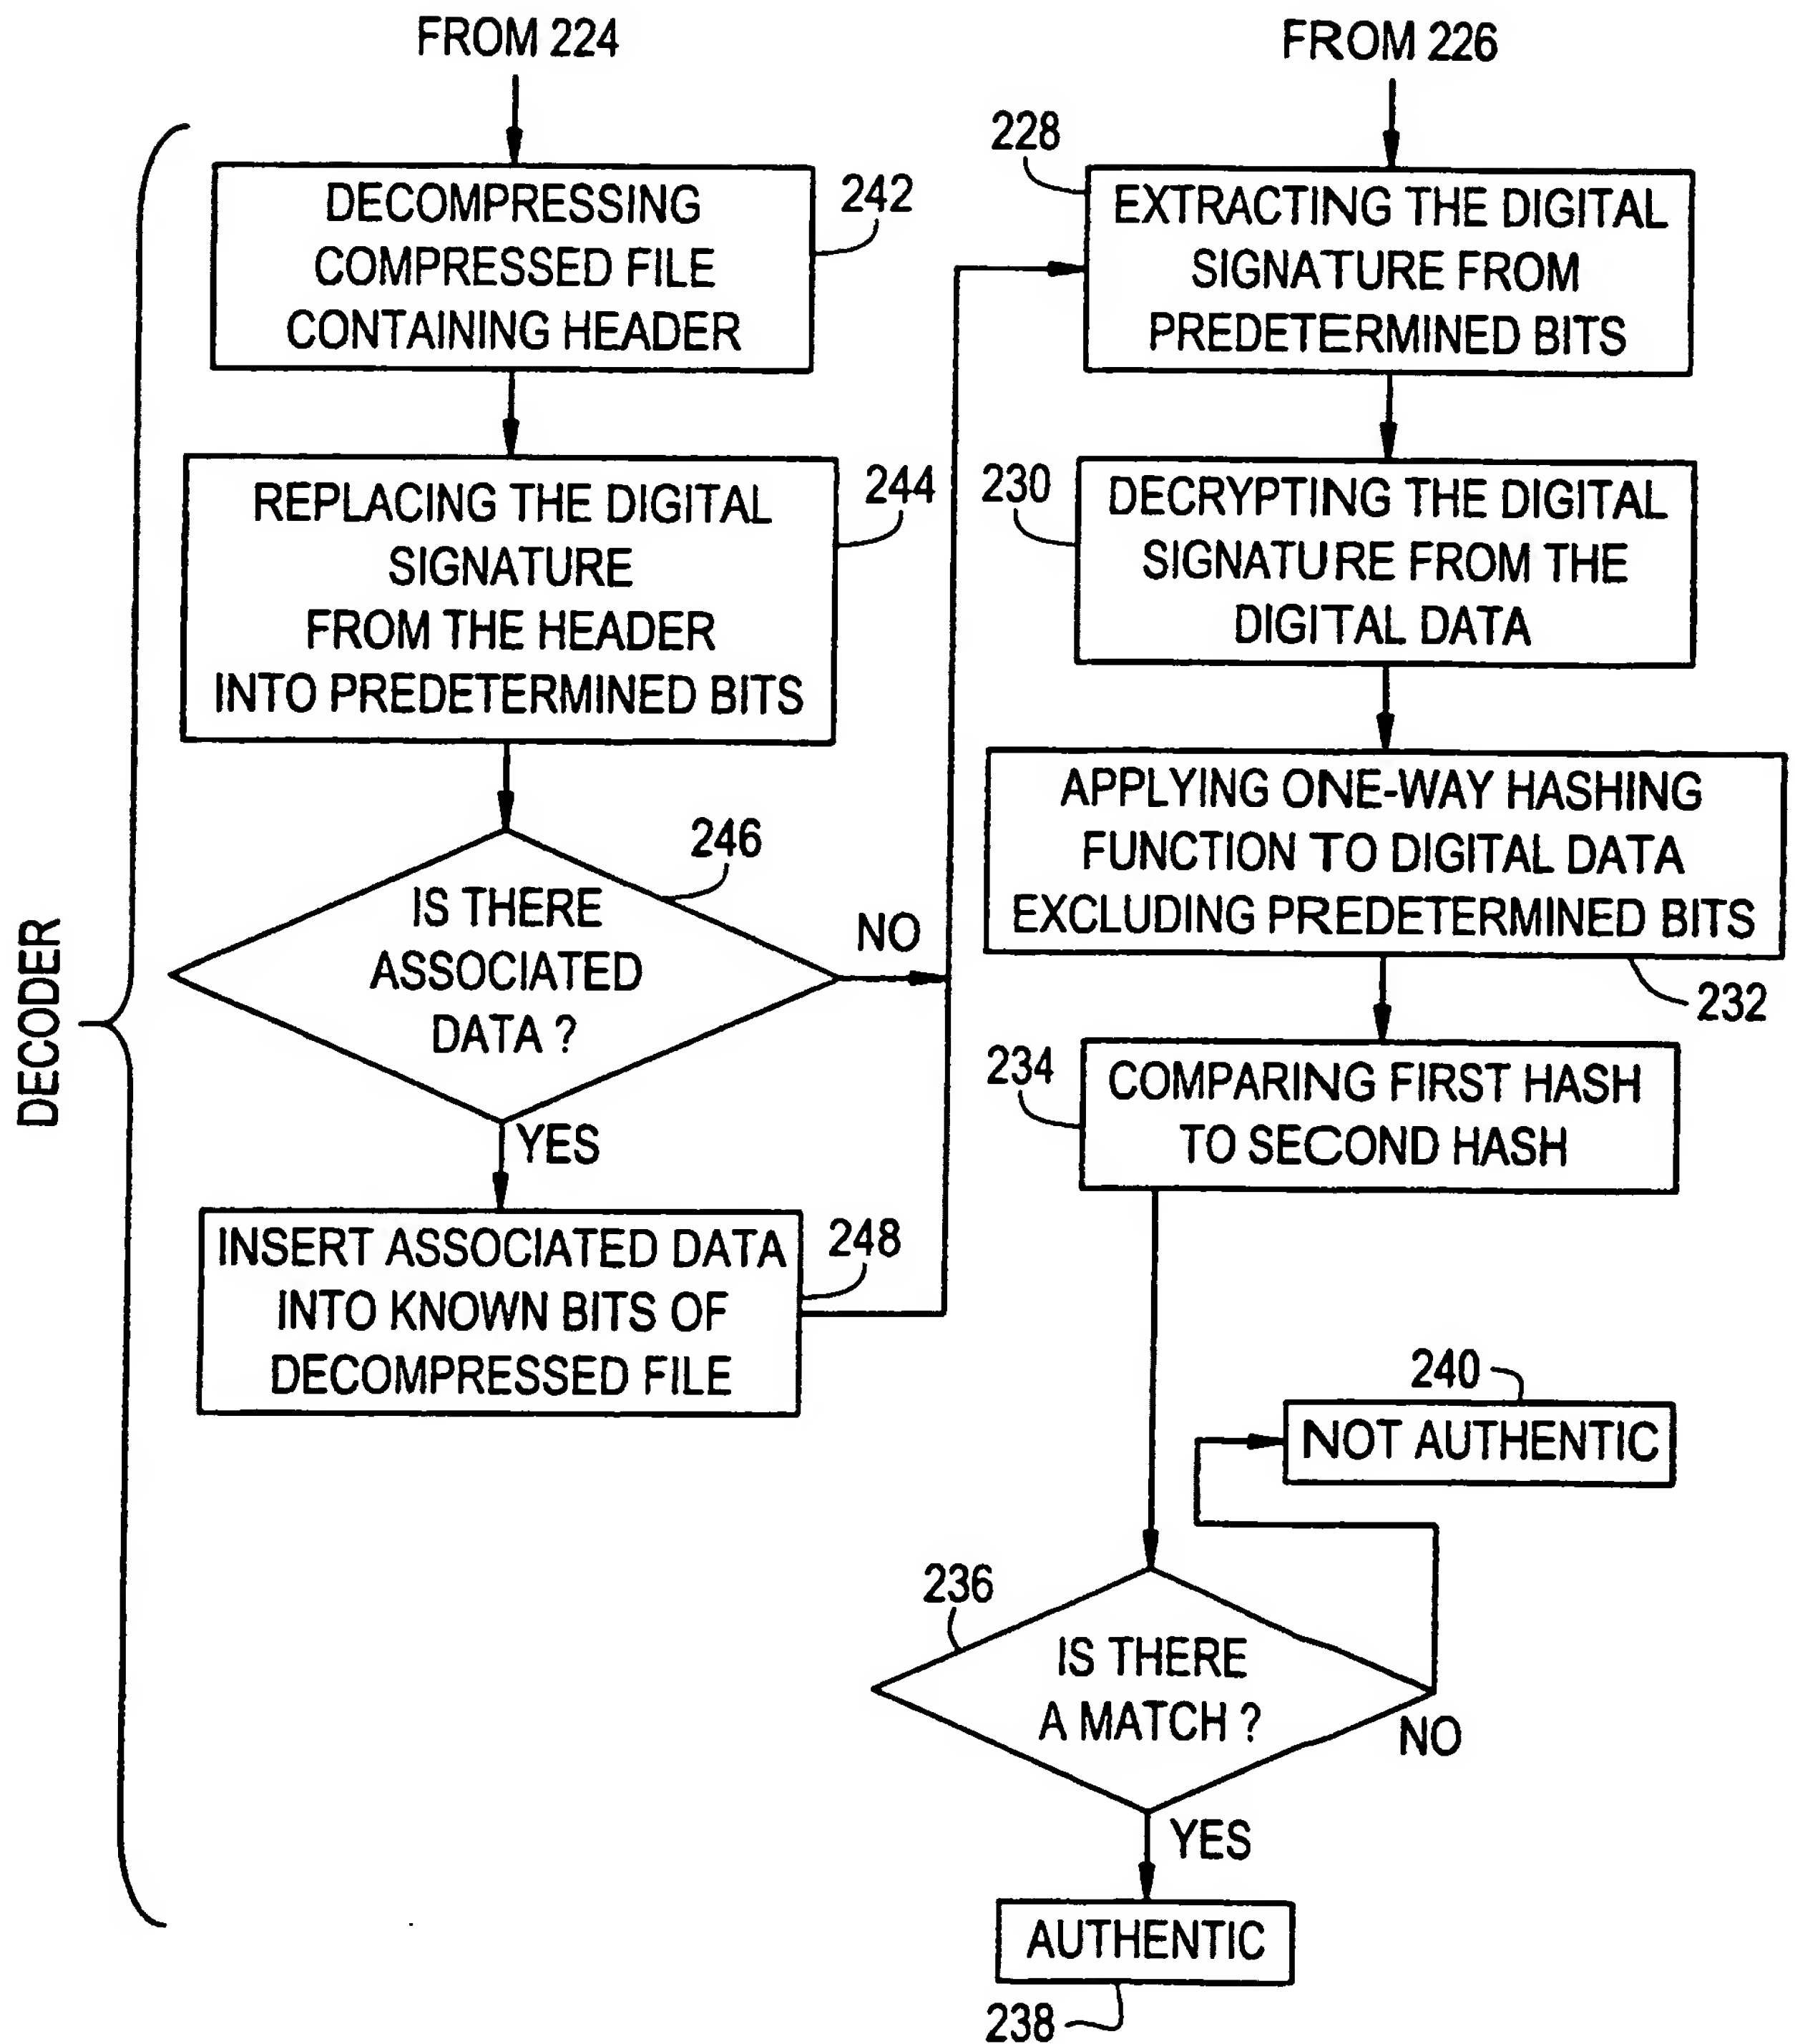 FROM 224
DECOMPRESSING
COMPRESSED FILE
CONTAINING HEADER
242
REPLACING THE DIGITAL
SIGNATURE
FROM THE HEADER
INTO PREDETERMINED BITS
244
IS THERE
ASSOCIATED
DATA ?
246
NO
YES
INSERT ASSOCIATED DATA
INTO KNOWN BITS OF
DECOMPRESSED FILE
248
DECODER
FROM 226
228
EXTRACTING THE DIGITAL
SIGNATURE FROM
PREDETERMINED BITS
230
DECRYPTING THE DIGITAL
SIGNATURE FROM THE
DIGITAL DATA
APPLYING ONE-WAY HASHING
FUNCTION TO DIGITAL DATA
EXCLUDING PREDETERMINED BITS
232
234
COMPARING FIRST HASH
TO SECOND HASH
240
NOT AUTHENTIC
236
IS THERE
A MATCH ?
NO
YES
AUTHENTIC
238